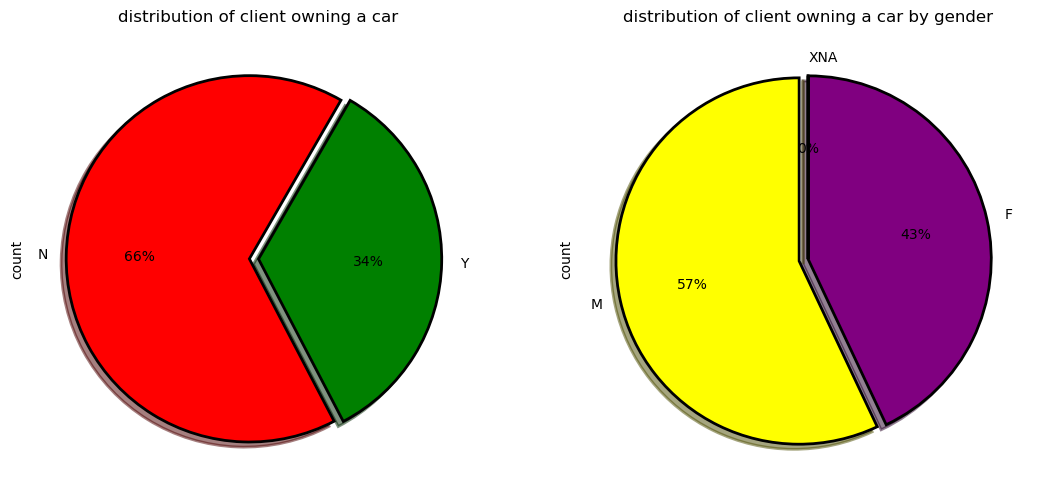 distribution of client owning a car
count
N
66%
34%
Y
distribution of client owning a car by gender
count
XNA
0%
43%
F
57%
M